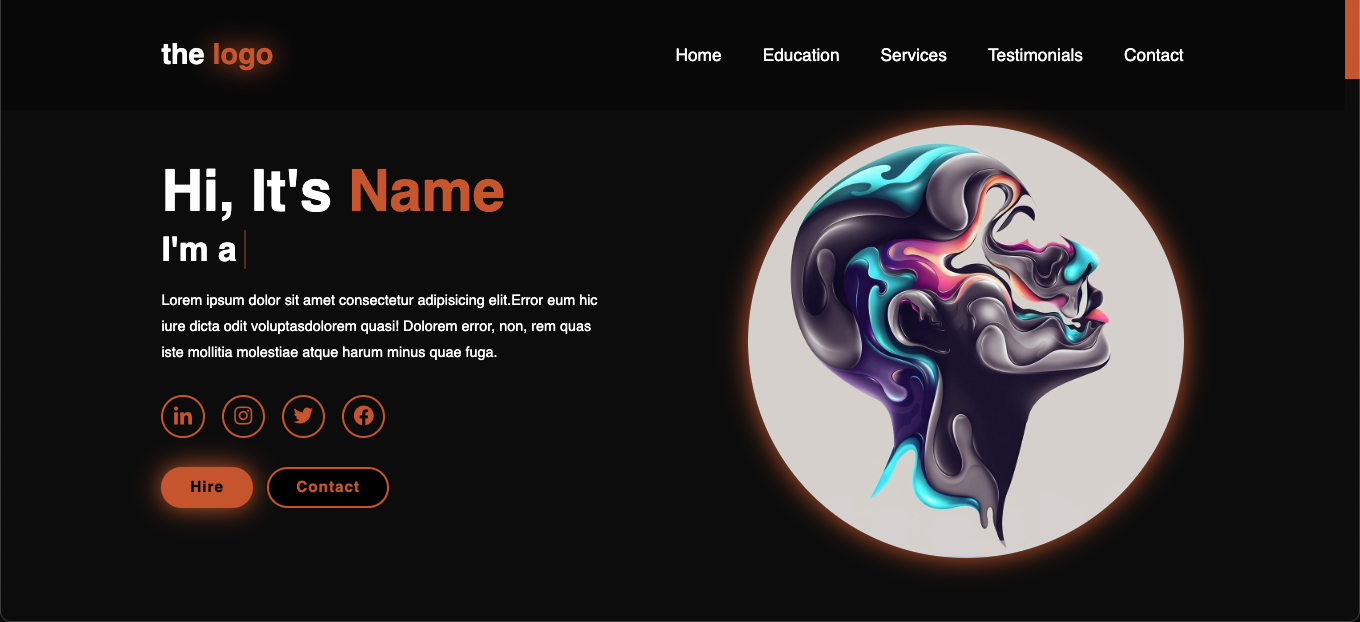 the logo
Home Education Services Testimonials Contact
Hi, It's Name
I'm a
Lorem ipsum dolor sit amet consectetur adipisicing elit.Error eum hic
iure dicta odit voluptasdolorem quasi! Dolorem error, non, rem quas
iste mollitia molestiae atque harum minus quae fuga.
Hire Contact